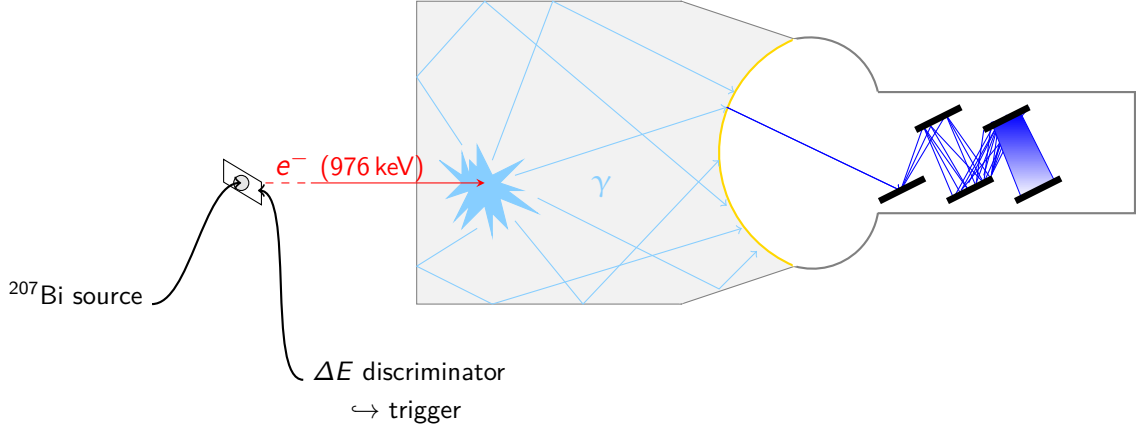 e⁻ (976 keV)
γ
²⁰⁷Bi source
ΔE discriminator
↪ trigger